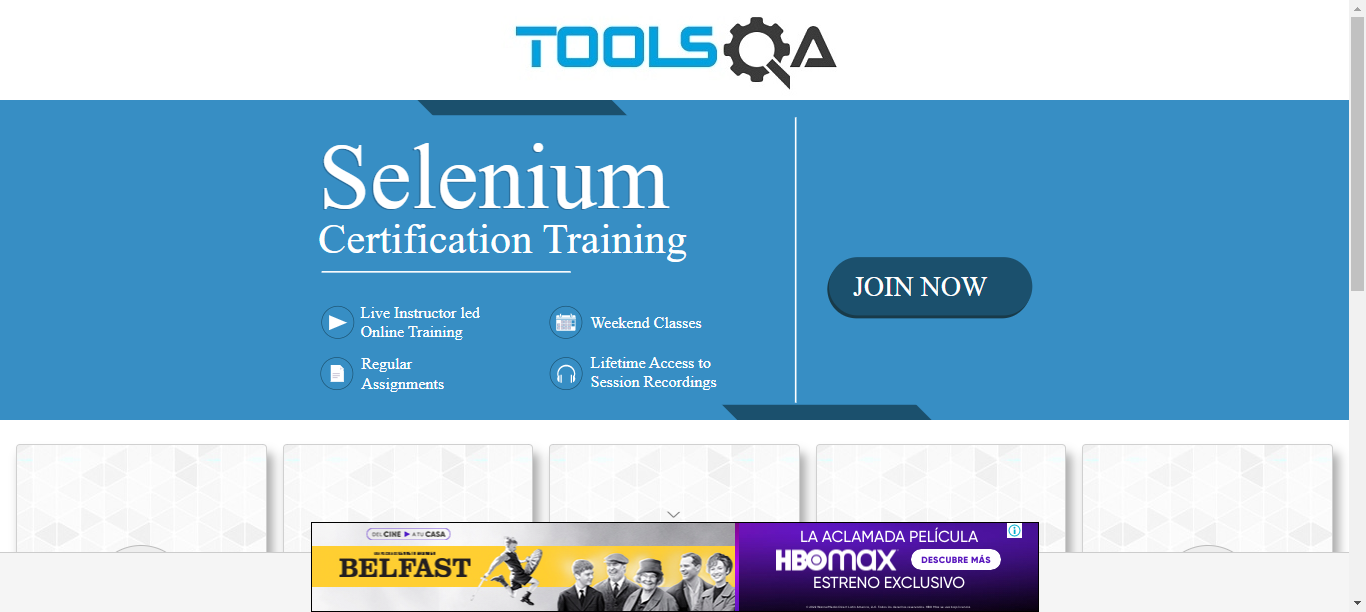 TOOLSQA
Selenium
Certification Training
JOIN NOW
Live Instructor led
Online Training
Weekend Classes
Regular
Assignments
Lifetime Access to
Session Recordings
DEL CINE A TU CASA
BELFAST
LA ACLAMADA PELÍCULA
HBOMAX
DESCUBRE MÁS
ESTRENO EXCLUSIVO